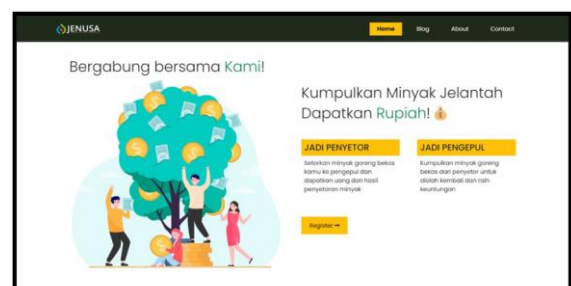 JENUSA
Home Blog About Contact
Bergabung bersama Kami!
Kumpulkan Minyak Jelantah
Dapatkan Rupiah!
JADI PENYETOR
Setorkan minyak goreng bekas
kamu ke pengepul dan
dapatkan uang dari hasil
penyetoran minyak
JADI PENGEPUL
Kumpulkan minyak goreng
bekas dari penyetor untuk
diolah kembali dan raih
keuntungan
Register →